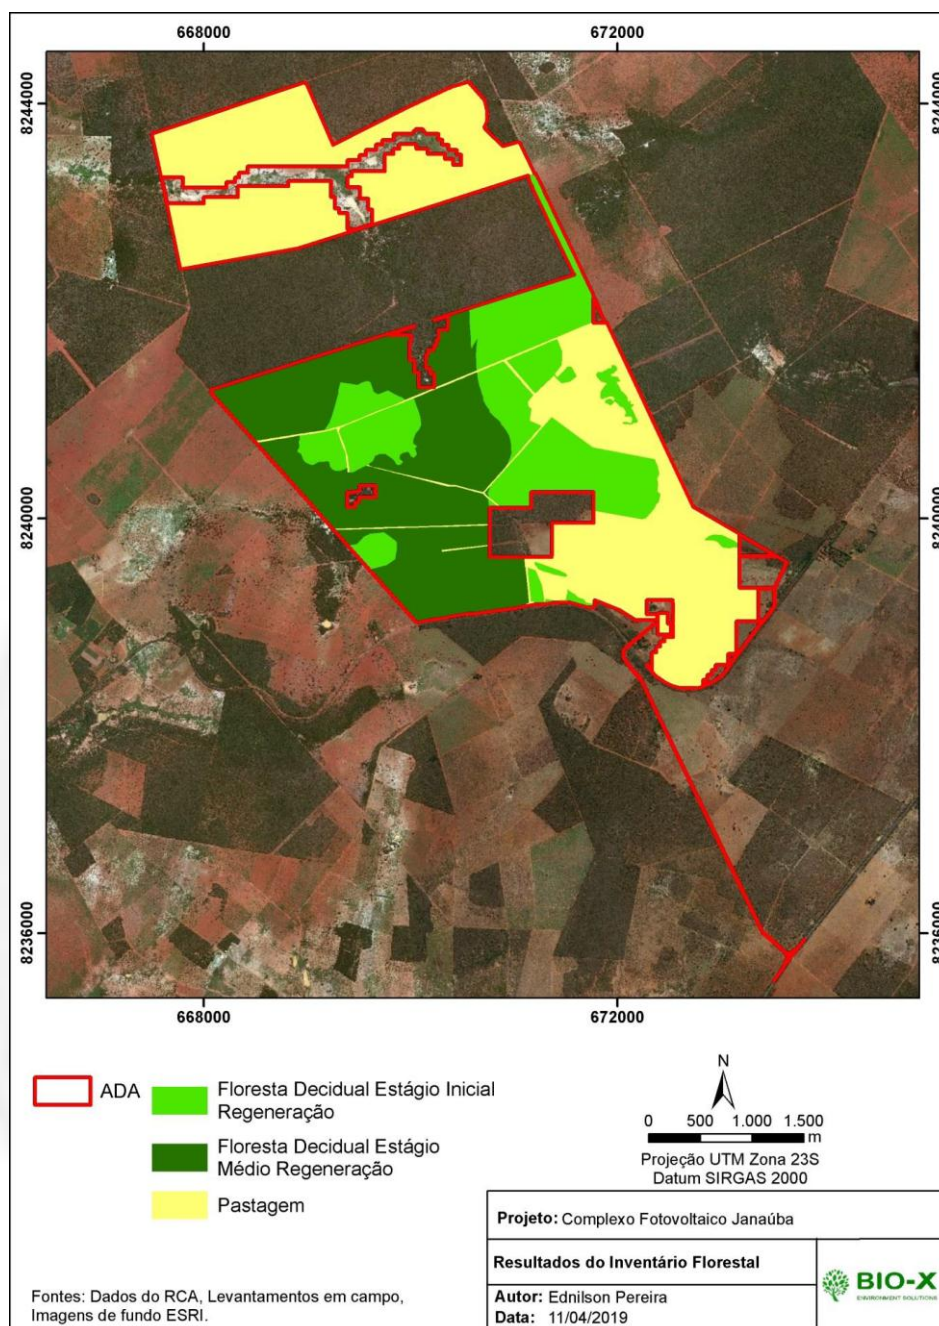 668000
672000
8244000
8244000
8240000
8240000
8236000
8236000
668000
672000
ADA
Floresta Decidual Estágio Inicial
Regeneração
Floresta Decidual Estágio
Médio Regeneração
Pastagem
N
0 500 1.000 1.500
m
Projeção UTM Zona 23S
Datum SIRGAS 2000
Projeto: Complexo Fotovoltaico Janaúba
Resultados do Inventário Florestal
Autor: Ednilson Pereira
Data: 11/04/2019
BIO-X
ENVIRONMENT SOLUTIONS
Fontes: Dados do RCA, Levantamentos em campo,
Imagens de fundo ESRI.